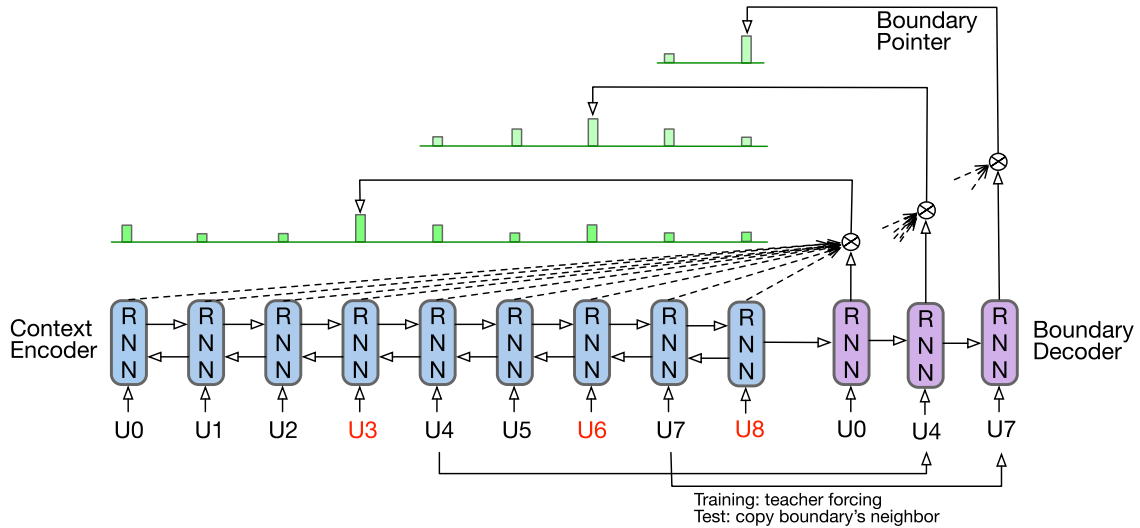 Boundary
Pointer
Context
Encoder
R R R R R R R R R R R R
N N N N N N N N N N N N
N N N N N N N N N N N N
Boundary
Decoder
U0 U1 U2 U3 U4 U5 U6 U7 U8 U0 U4 U7
Training: teacher forcing
Test: copy boundary's neighbor